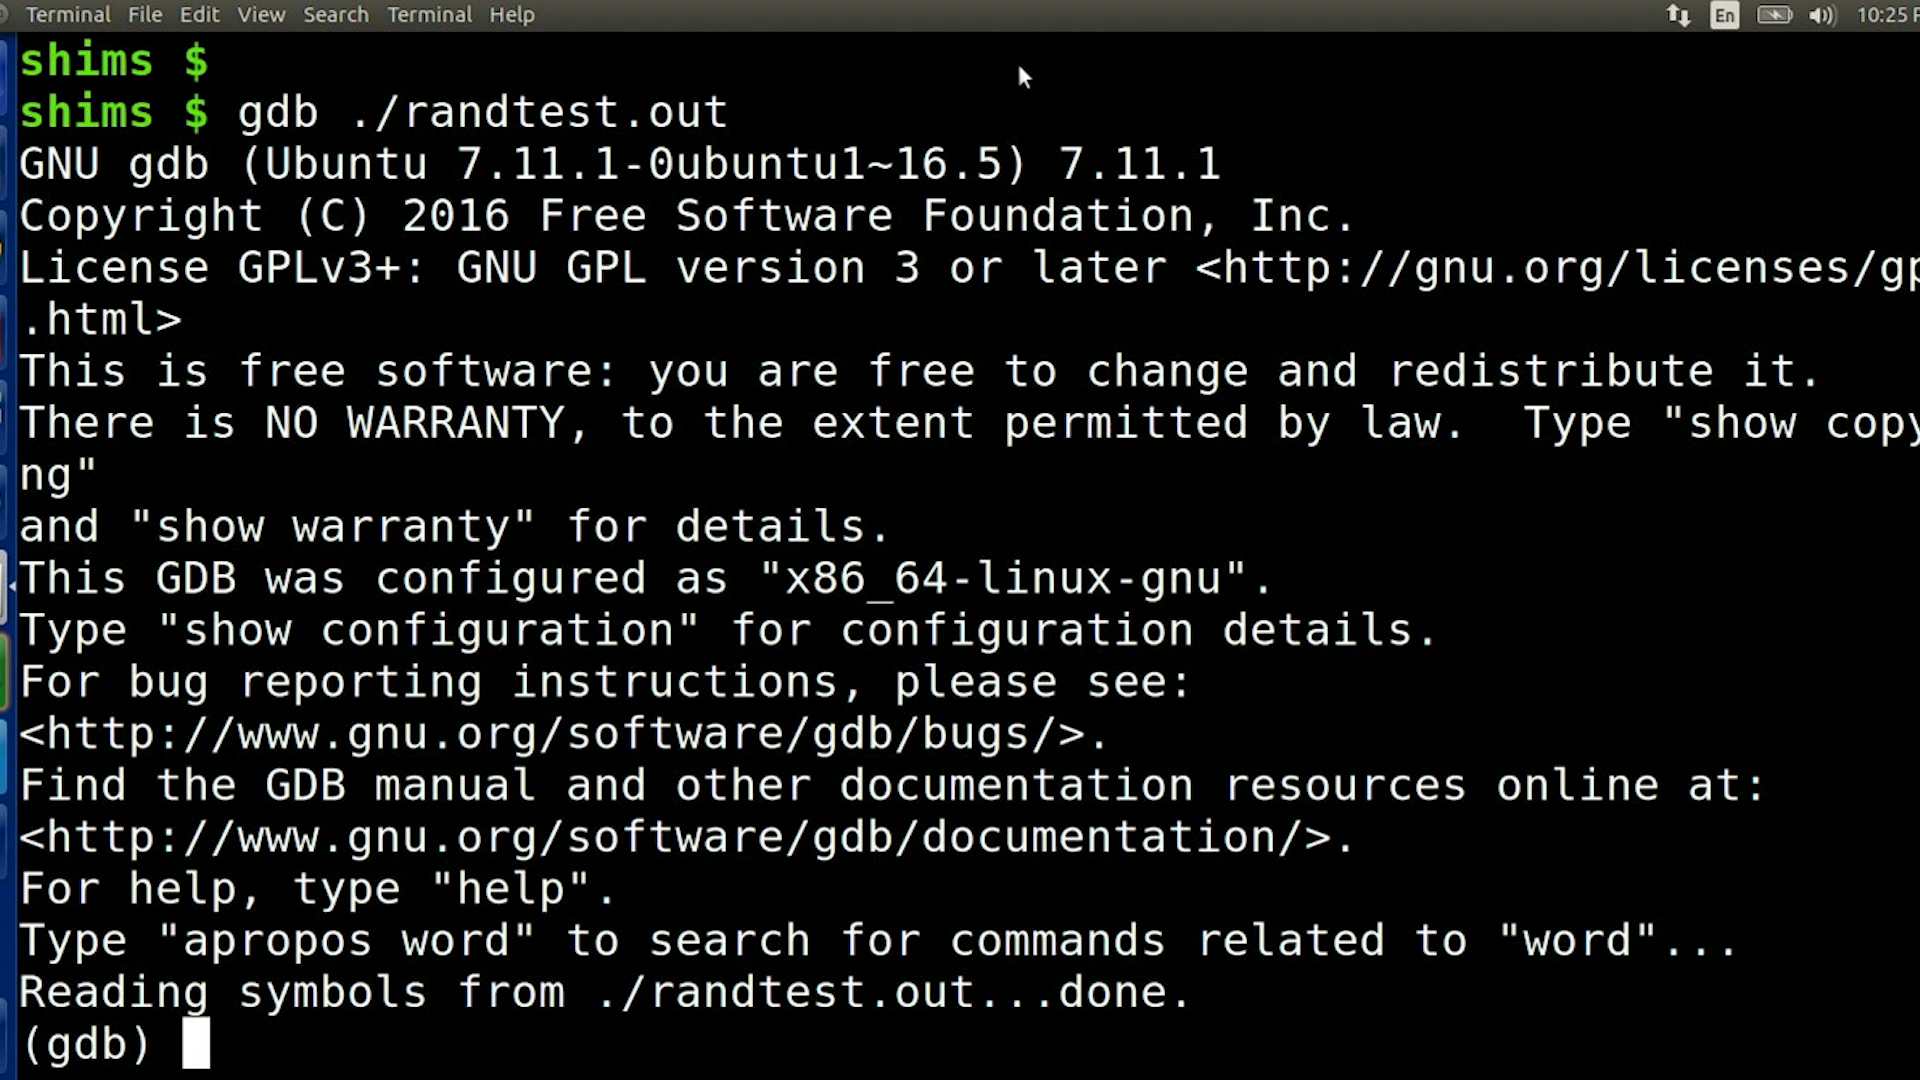 Terminal File Edit View Search Terminal Help En 10:25
shims $
shims $ gdb ./randtest.out
GNU gdb (Ubuntu 7.11.1-0ubuntu1~16.5) 7.11.1
Copyright (C) 2016 Free Software Foundation, Inc.
License GPLv3+: GNU GPL version 3 or later <http://gnu.org/licenses/gp
.html>
This is free software: you are free to change and redistribute it.
There is NO WARRANTY, to the extent permitted by law.  Type "show copy
ng"
and "show warranty" for details.
This GDB was configured as "x86_64-linux-gnu".
Type "show configuration" for configuration details.
For bug reporting instructions, please see:
<http://www.gnu.org/software/gdb/bugs/>.
Find the GDB manual and other documentation resources online at:
<http://www.gnu.org/software/gdb/documentation/>.
For help, type "help".
Type "apropos word" to search for commands related to "word"...
Reading symbols from ./randtest.out...done.
(gdb)